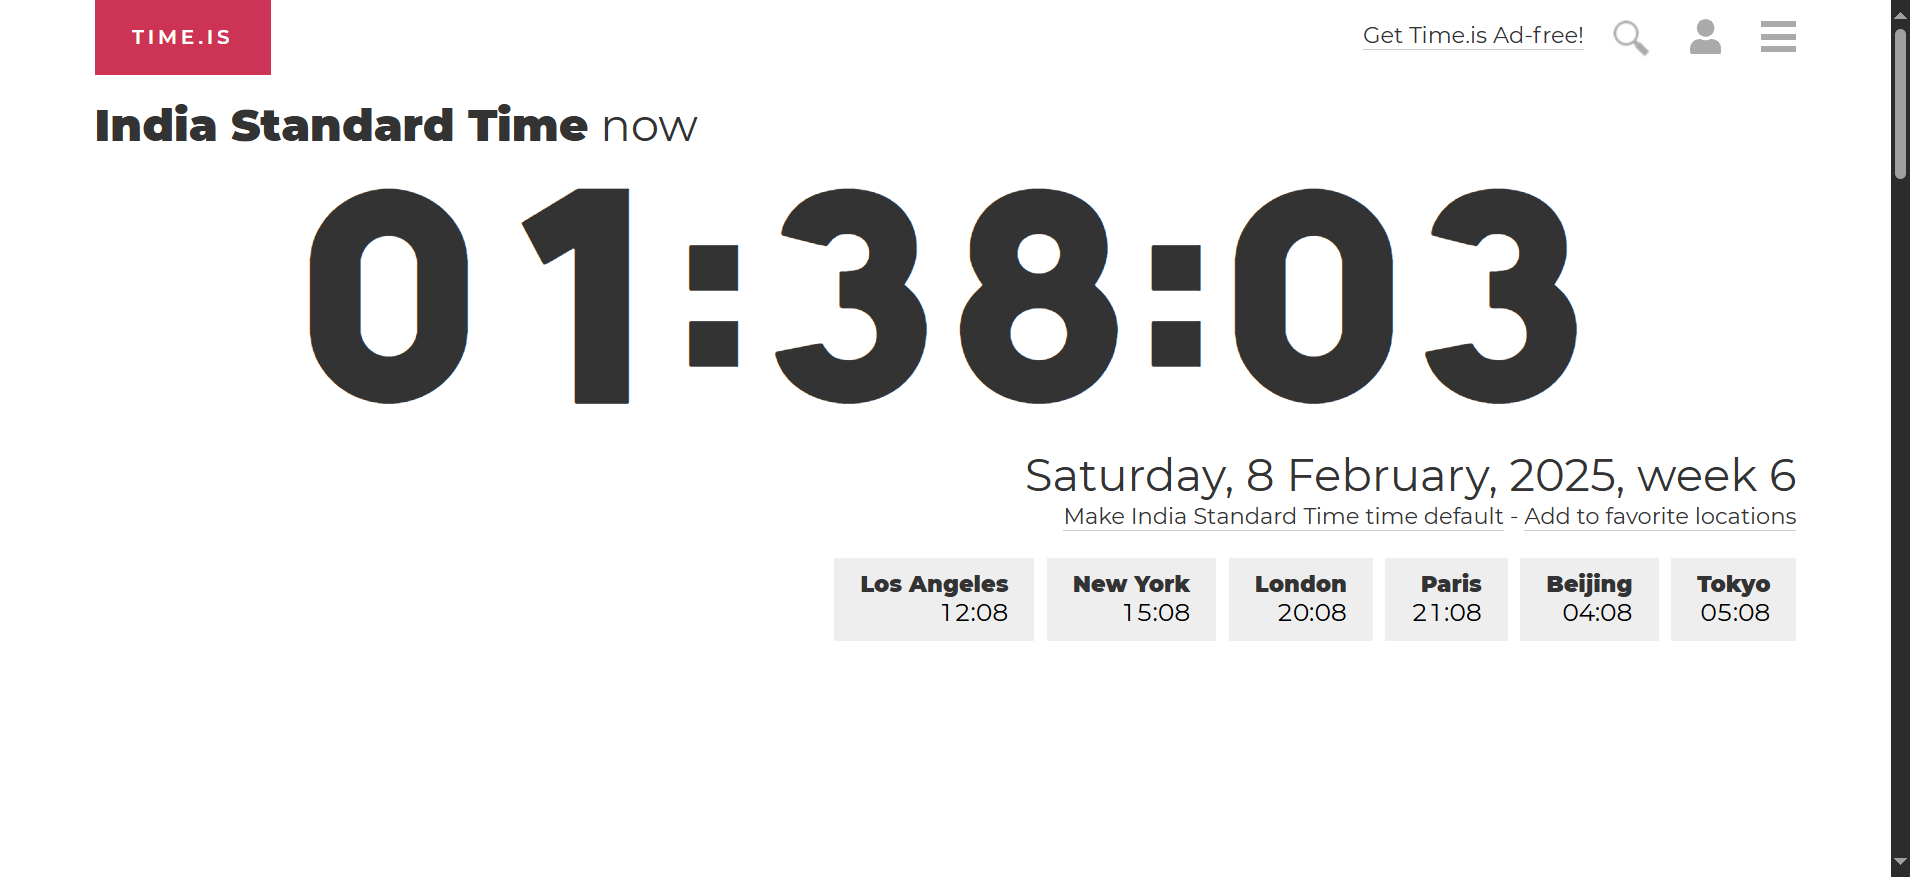 TIME.IS
Get Time.is Ad-free!
India Standard Time now
01:38:03
Saturday, 8 February, 2025, week 6
Make India Standard Time time default - Add to favorite locations
Los Angeles
12:08
New York
15:08
London
20:08
Paris
21:08
Beijing
04:08
Tokyo
05:08